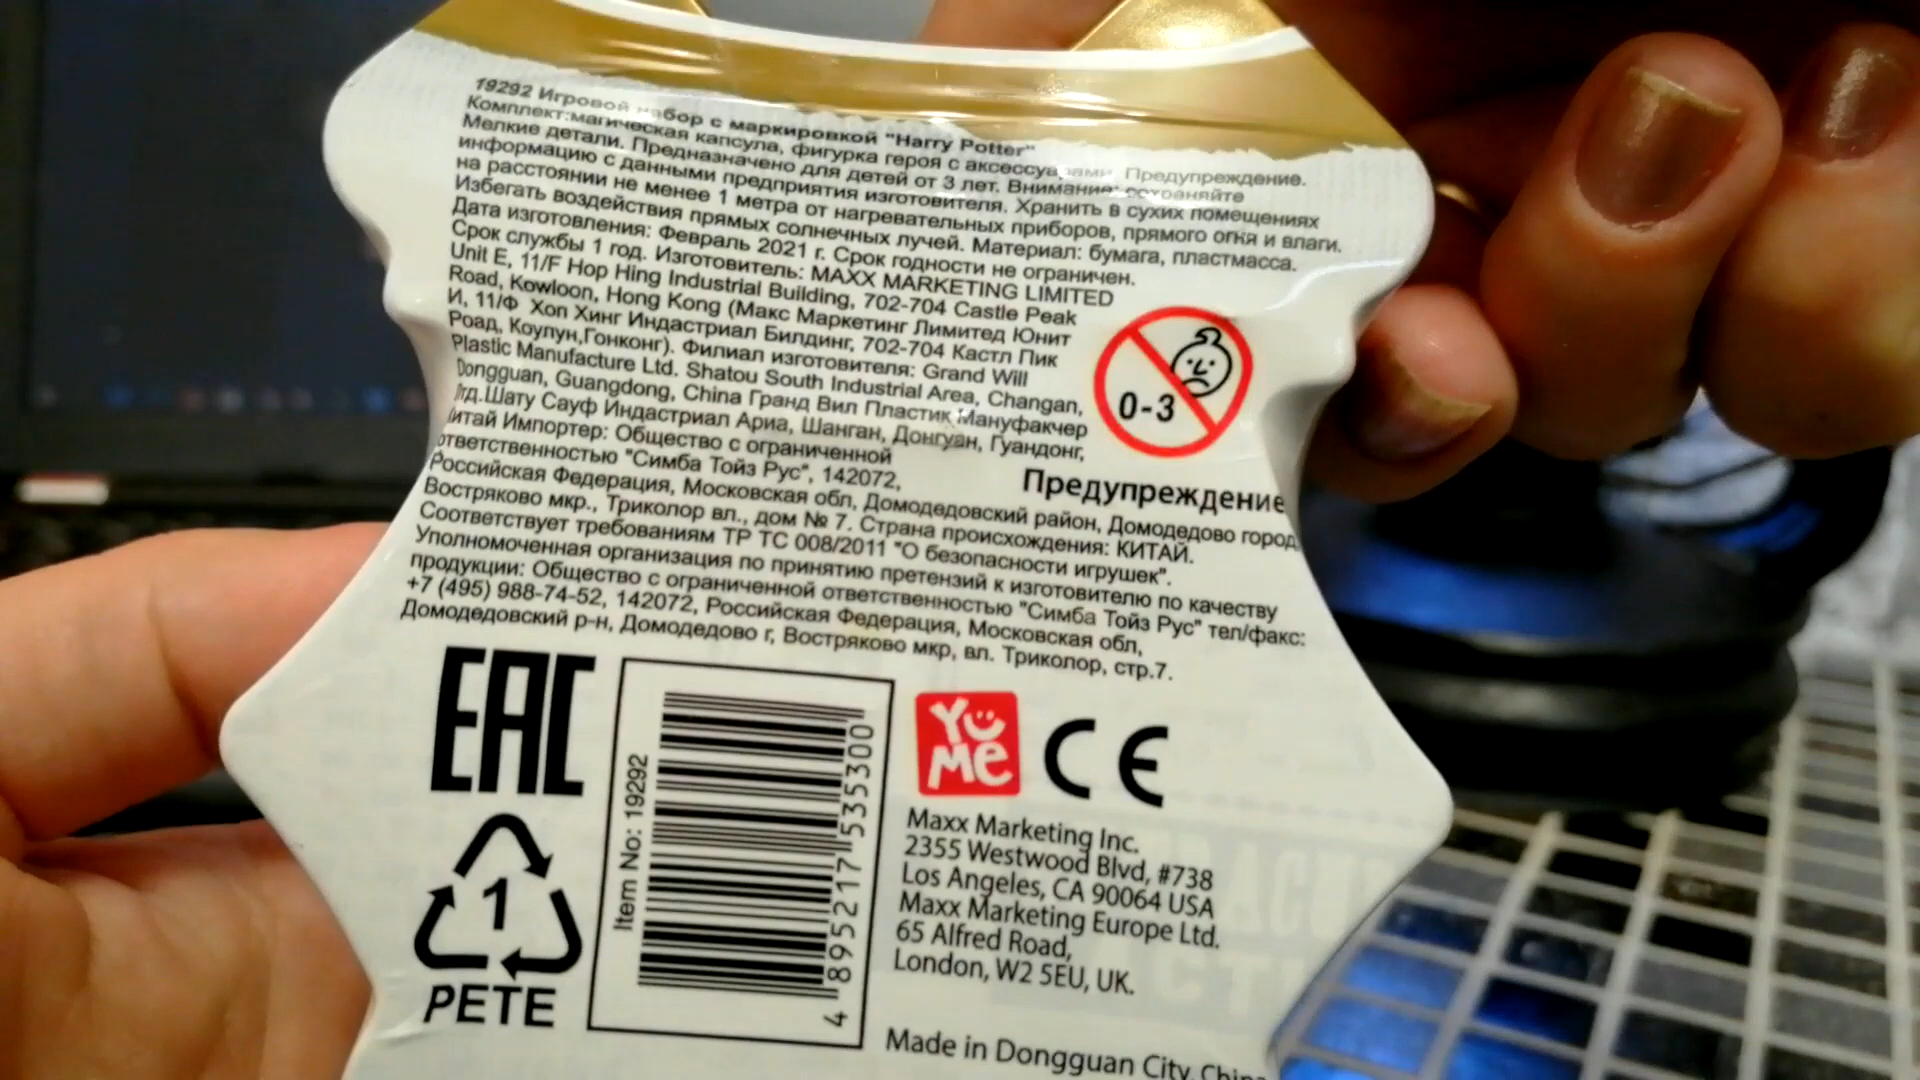 19292 Игровой набор с маркировкой "Harry Potter"
Комплект:магическая капсула, фигурка героя с аксессуарами. Предупреждение.
Мелкие детали. Предназначено для детей от 3 лет. Внимание: сохраняйте
информацию с данными предприятия изготовителя. Хранить в сухих помещениях
на расстоянии не менее 1 метра от нагревательных приборов, прямого огня и влаги.
Избегать воздействия прямых солнечных лучей. Материал: бумага, пластмасса.
Дата изготовления: Февраль 2021 г. Срок годности не ограничен.
Срок службы 1 год. Изготовитель: MAXX MARKETING LIMITED
Unit E, 11/F Hop Hing Industrial Building, 702-704 Castle Peak
Road, Kowloon, Hong Kong (Макс Маркетинг Лимитед Юнит
И, 11/Ф Хоп Хинг Индастриал Билдинг, 702-704 Кастл Пик
Роад, Коулун,Гонконг). Филиал изготовителя: Grand Will
Plastic Manufacture Ltd. Shatou South Industrial Area, Changan,
Dongguan, Guangdong, China Гранд Вил Пластик Мануфакчер
Лтд.Шату Сауф Индастриал Ариа, Шанган, Донгуан, Гуандонг,
Китай Импортер: Общество с ограниченной
ответственностью "Симба Тойз Рус", 142072,
Российская Федерация, Московская обл, Домодедовский район, Домодедово город,
Востряково мкр., Триколор вл., дом № 7. Страна происхождения: КИТАЙ.
Соответствует требованиям ТР ТС 008/2011 "О безопасности игрушек".
Уполномоченная организация по принятию претензий к изготовителю по качеству
продукции: Общество с ограниченной ответственностью "Симба Тойз Рус" тел/факс:
+7 (495) 988-74-52, 142072, Российская Федерация, Московская обл,
Домодедовский р-н, Домодедово г, Востряково мкр, вл. Триколор, стр.7.
0-3
Предупреждение
EAC
1
PETE
Item No: 19292
4 895217 535300
YuMe
CE
Maxx Marketing Inc.
2355 Westwood Blvd, #738
Los Angeles, CA 90064 USA
Maxx Marketing Europe Ltd.
65 Alfred Road,
London, W2 5EU, UK.
Made in Dongguan City, China